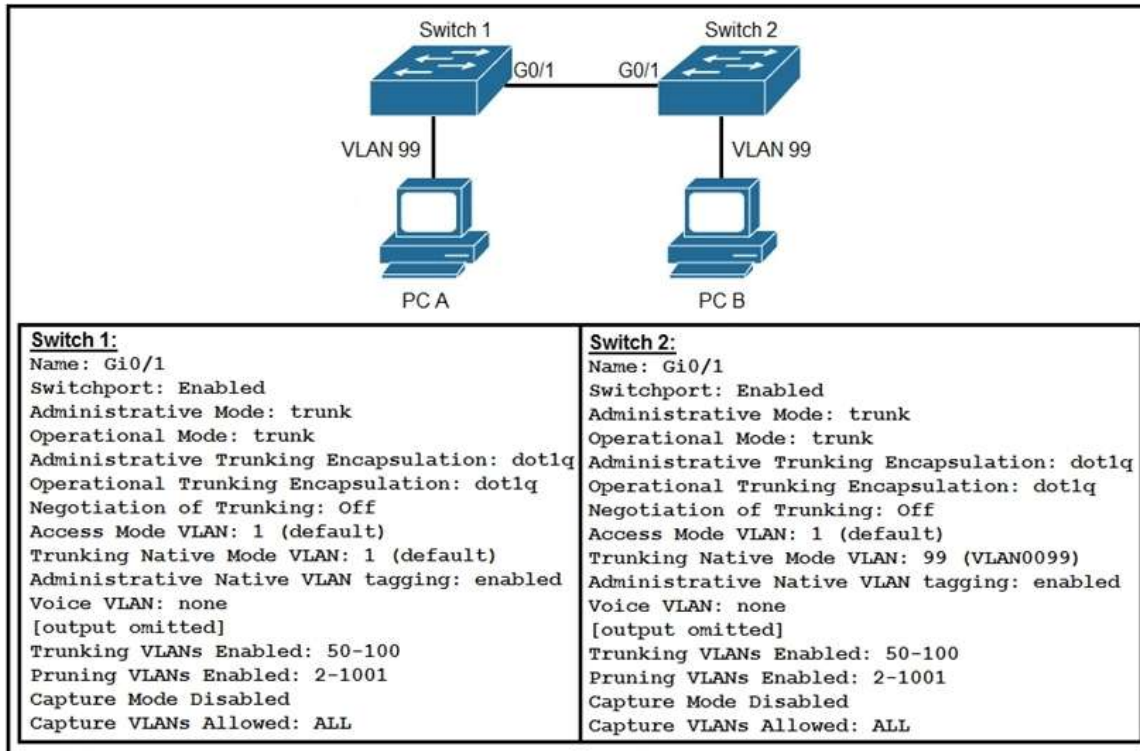 Switch 1
Switch 2
G0/1
G0/1
VLAN 99
VLAN 99
PC A
PC B
Switch 1:
Name: Gi0/1
Switchport: Enabled
Administrative Mode: trunk
Operational Mode: trunk
Administrative Trunking Encapsulation: dot1q
Operational Trunking Encapsulation: dot1q
Negotiation of Trunking: Off
Access Mode VLAN: 1 (default)
Trunking Native Mode VLAN: 1 (default)
Administrative Native VLAN tagging: enabled
Voice VLAN: none
[output omitted]
Trunking VLANs Enabled: 50-100
Pruning VLANs Enabled: 2-1001
Capture Mode Disabled
Capture VLANs Allowed: ALL
Switch 2:
Name: Gi0/1
Switchport: Enabled
Administrative Mode: trunk
Operational Mode: trunk
Administrative Trunking Encapsulation: dot1q
Operational Trunking Encapsulation: dot1q
Negotiation of Trunking: Off
Access Mode VLAN: 1 (default)
Trunking Native Mode VLAN: 99 (VLAN0099)
Administrative Native VLAN tagging: enabled
Voice VLAN: none
[output omitted]
Trunking VLANs Enabled: 50-100
Pruning VLANs Enabled: 2-1001
Capture Mode Disabled
Capture VLANs Allowed: ALL